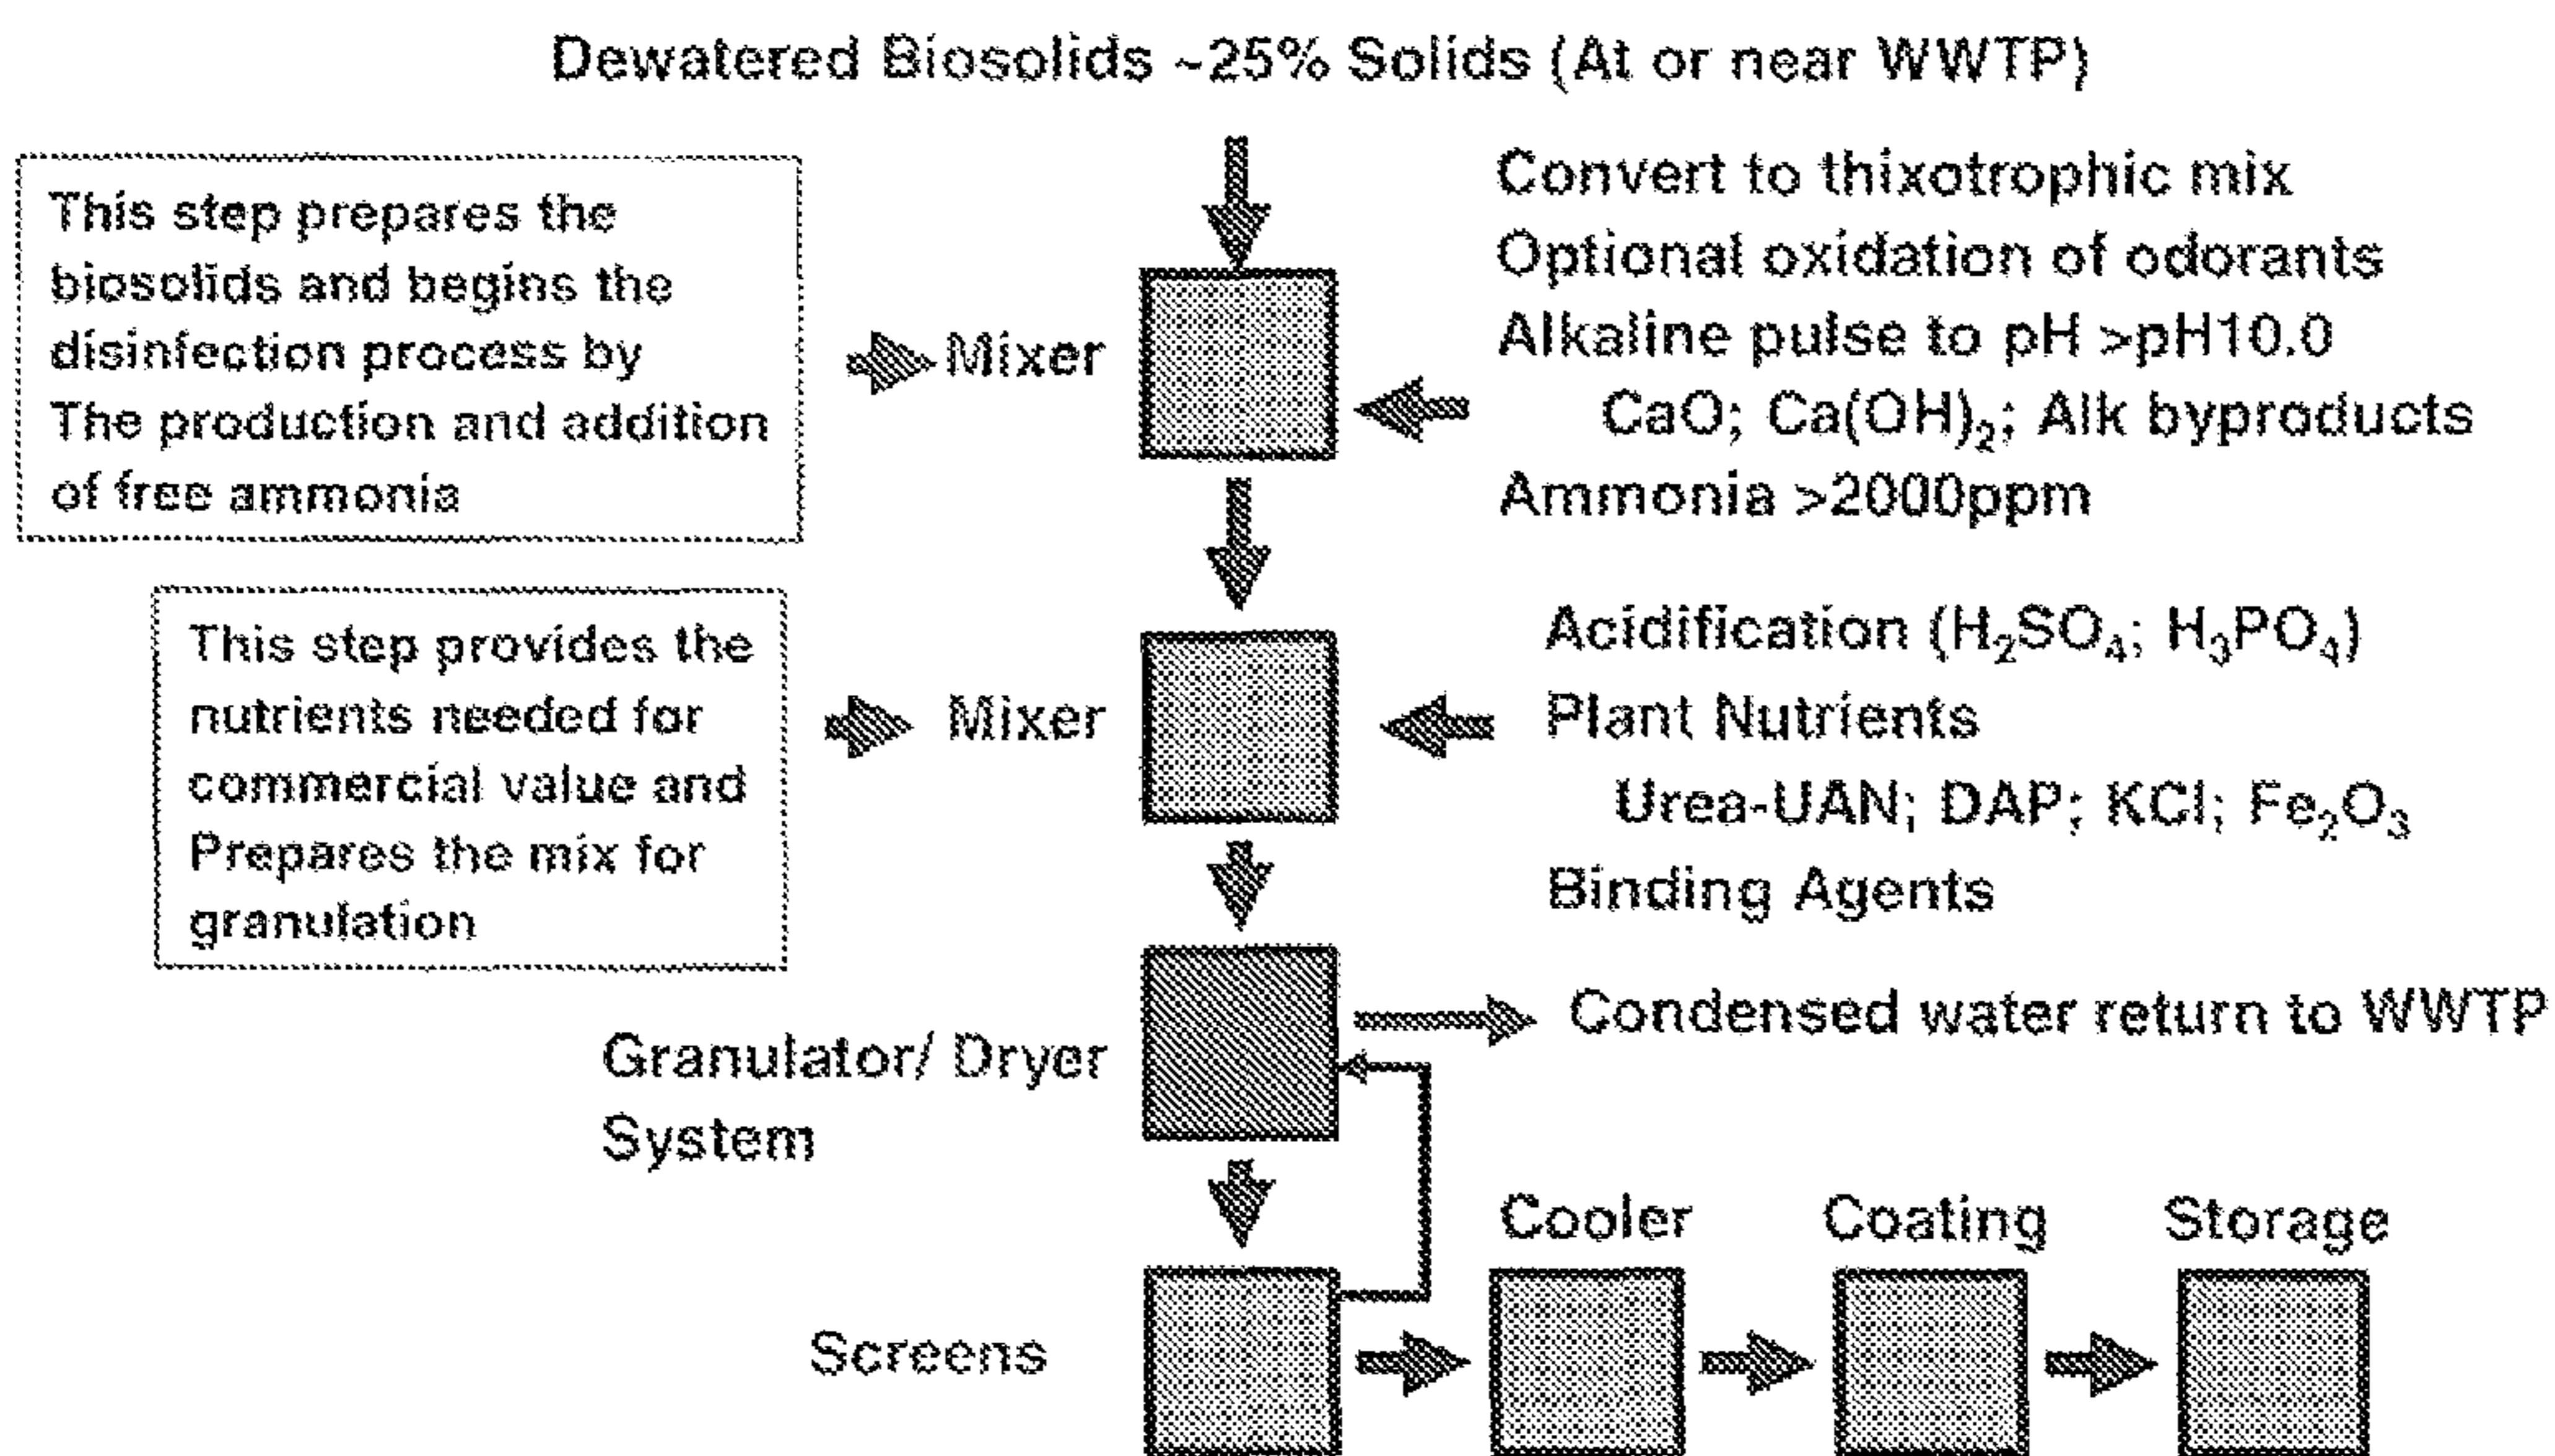 Dewatered Biosolids ~25% Solids (At or near WWTP)
This step prepares the
biosolids and begins the
disinfection process by
The production and addition
of free ammonia
Mixer
Convert to thixotrophic mix
Optional oxidation of odorants
Alkaline pulse to pH >pH10.0
CaO; Ca(OH)₂; Alk byproducts
Ammonia >2000ppm
This step provides the
nutrients needed for
commercial value and
Prepares the mix for
granulation
Mixer
Acidification (H₂SO₄; H₃PO₄)
Plant Nutrients
Urea-UAN; DAP; KCl; Fe₂O₃
Binding Agents
Granulator/ Dryer
System
Condensed water return to WWTP
Screens
Cooler
Coating
Storage